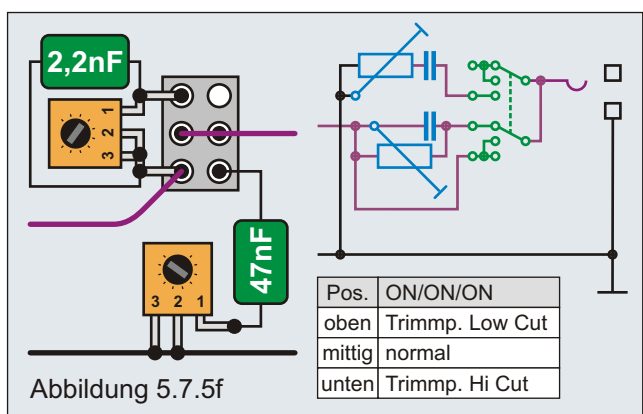 2,2nF
1
2
3
47nF
3 2 1
Pos. ON/ON/ON
oben Trimmp. Low Cut
mittig normal
unten Trimmp. Hi Cut
Abbildung 5.7.5f